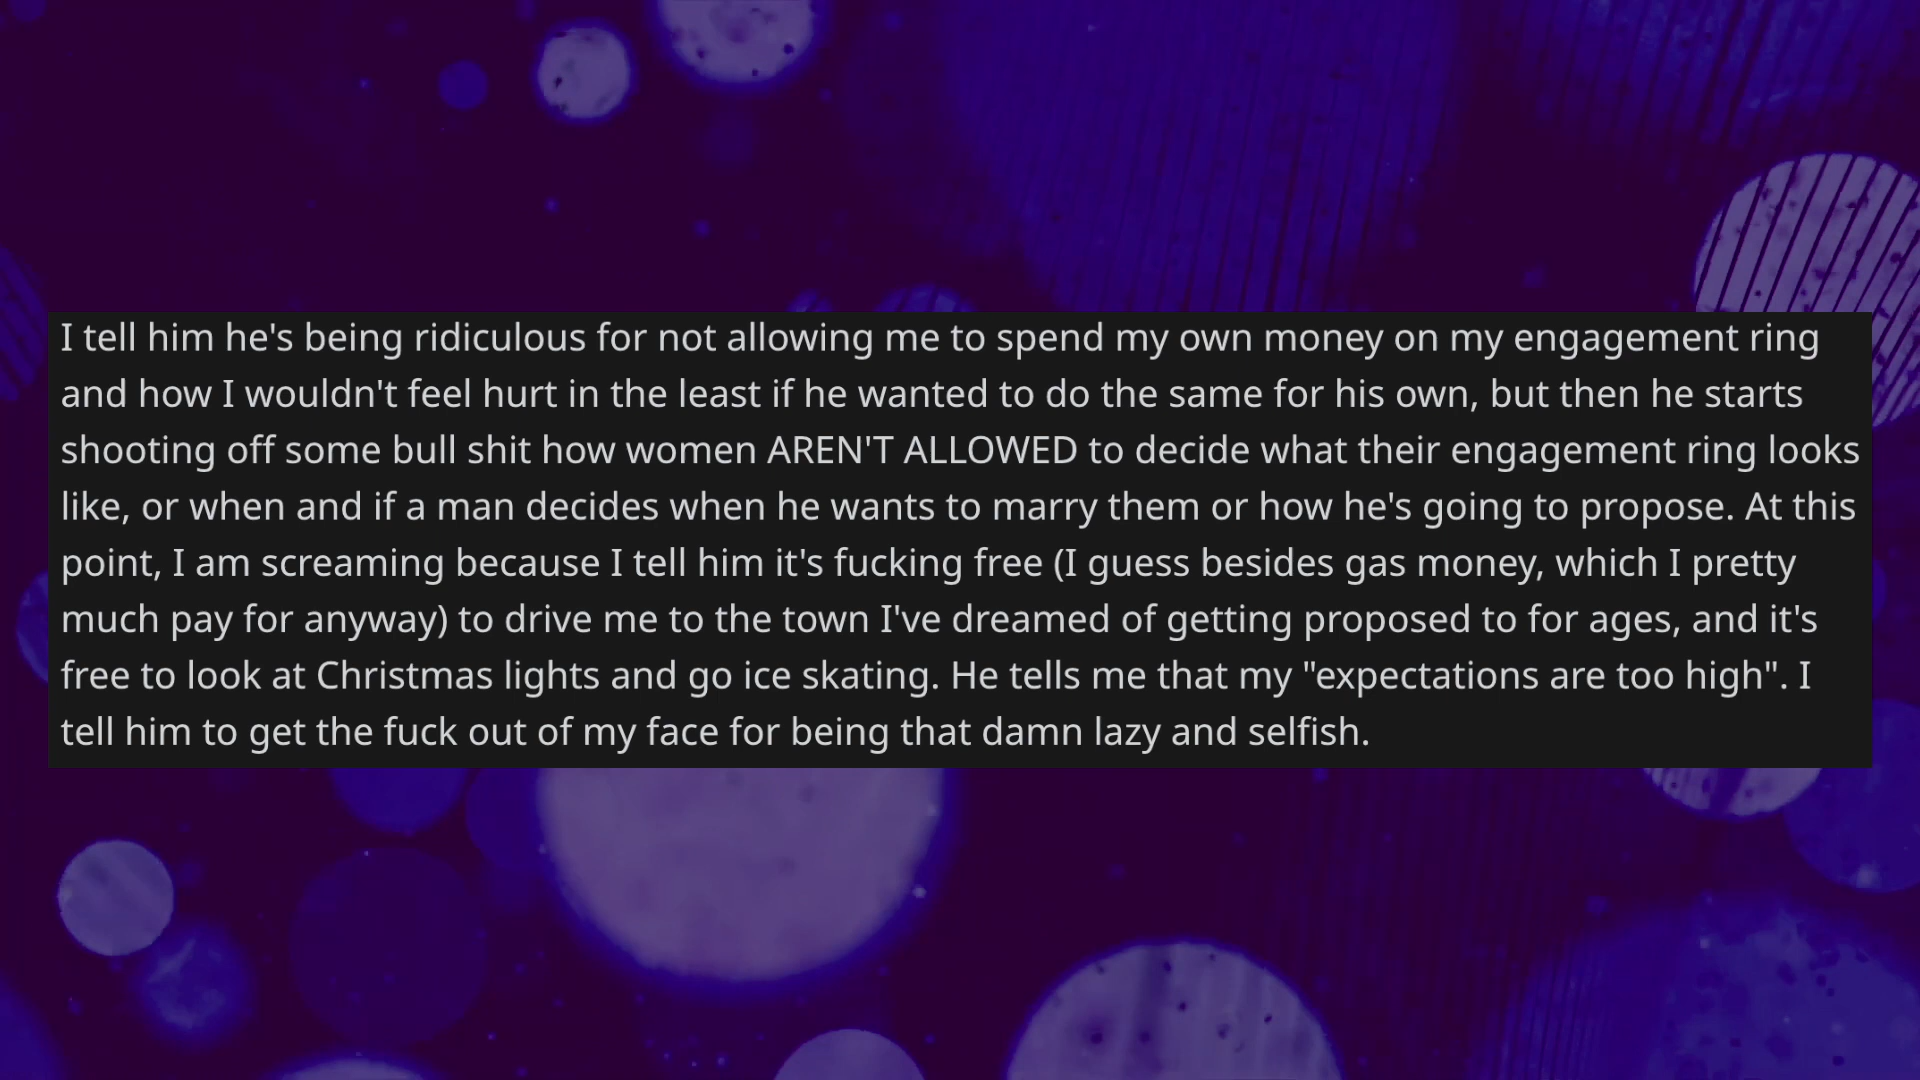 I tell him he's being ridiculous for not allowing me to spend my own money on my engagement ring
and how I wouldn't feel hurt in the least if he wanted to do the same for his own, but then he starts
shooting off some bull shit how women AREN'T ALLOWED to decide what their engagement ring looks
like, or when and if a man decides when he wants to marry them or how he's going to propose. At this
point, I am screaming because I tell him it's fucking free (I guess besides gas money, which I pretty
much pay for anyway) to drive me to the town I've dreamed of getting proposed to for ages, and it's
free to look at Christmas lights and go ice skating. He tells me that my "expectations are too high". I
tell him to get the fuck out of my face for being that damn lazy and selfish.